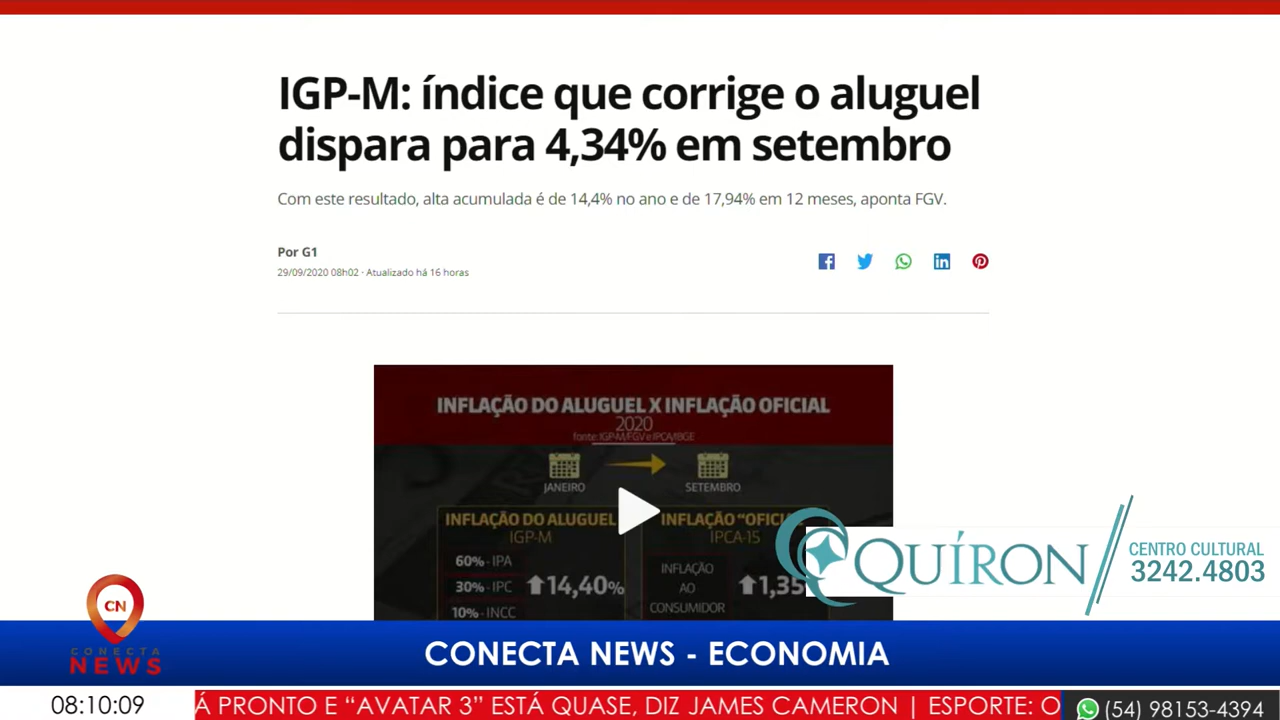 IGP-M: índice que corrige o aluguel
dispara para 4,34% em setembro
Com este resultado, alta acumulada é de 14,4% no ano e de 17,94% em 12 meses, aponta FGV.
Por G1
29/09/2020 08h02 · Atualizado há 16 horas
INFLAÇÃO DO ALUGUEL X INFLAÇÃO OFICIAL
2020
fonte: IGP-M/FGV e IPCA/IBGE
JANEIRO
SETEMBRO
INFLAÇÃO DO ALUGUEL
IGP-M
60% - IPA
30% - IPC
10% - INCC
14,40%
INFLAÇÃO "OFICI
IPCA-15
INFLAÇÃO
AO
CONSUMIDOR
1,35
QUÍRON
CENTRO CULTURAL
3242.4803
CN
CONECTA
NEWS
CONECTA NEWS - ECONOMIA
08:10:09
Á PRONTO E “AVATAR 3” ESTÁ QUASE, DIZ JAMES CAMERON | ESPORTE: O
(54) 98153-4394